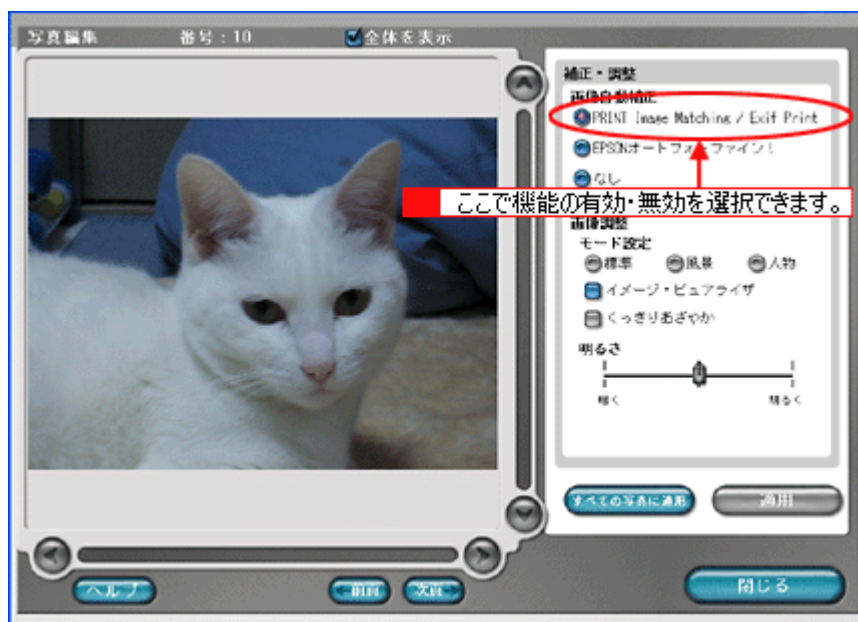 写真編集 番号:10 全体を表示
補正・調整
画像自動補正
PRINT Image Matching / Exif Print
EPSONオートフォトファイン!
なし
ここで機能の有効・無効を選択できます。
画像調整
モード設定
標準 風景 人物
イメージ・ピュアライザ
くっきりあざやか
明るさ
暗く 明るく
すべての写真に適用 適用
ヘルプ 前頁 次頁 閉じる